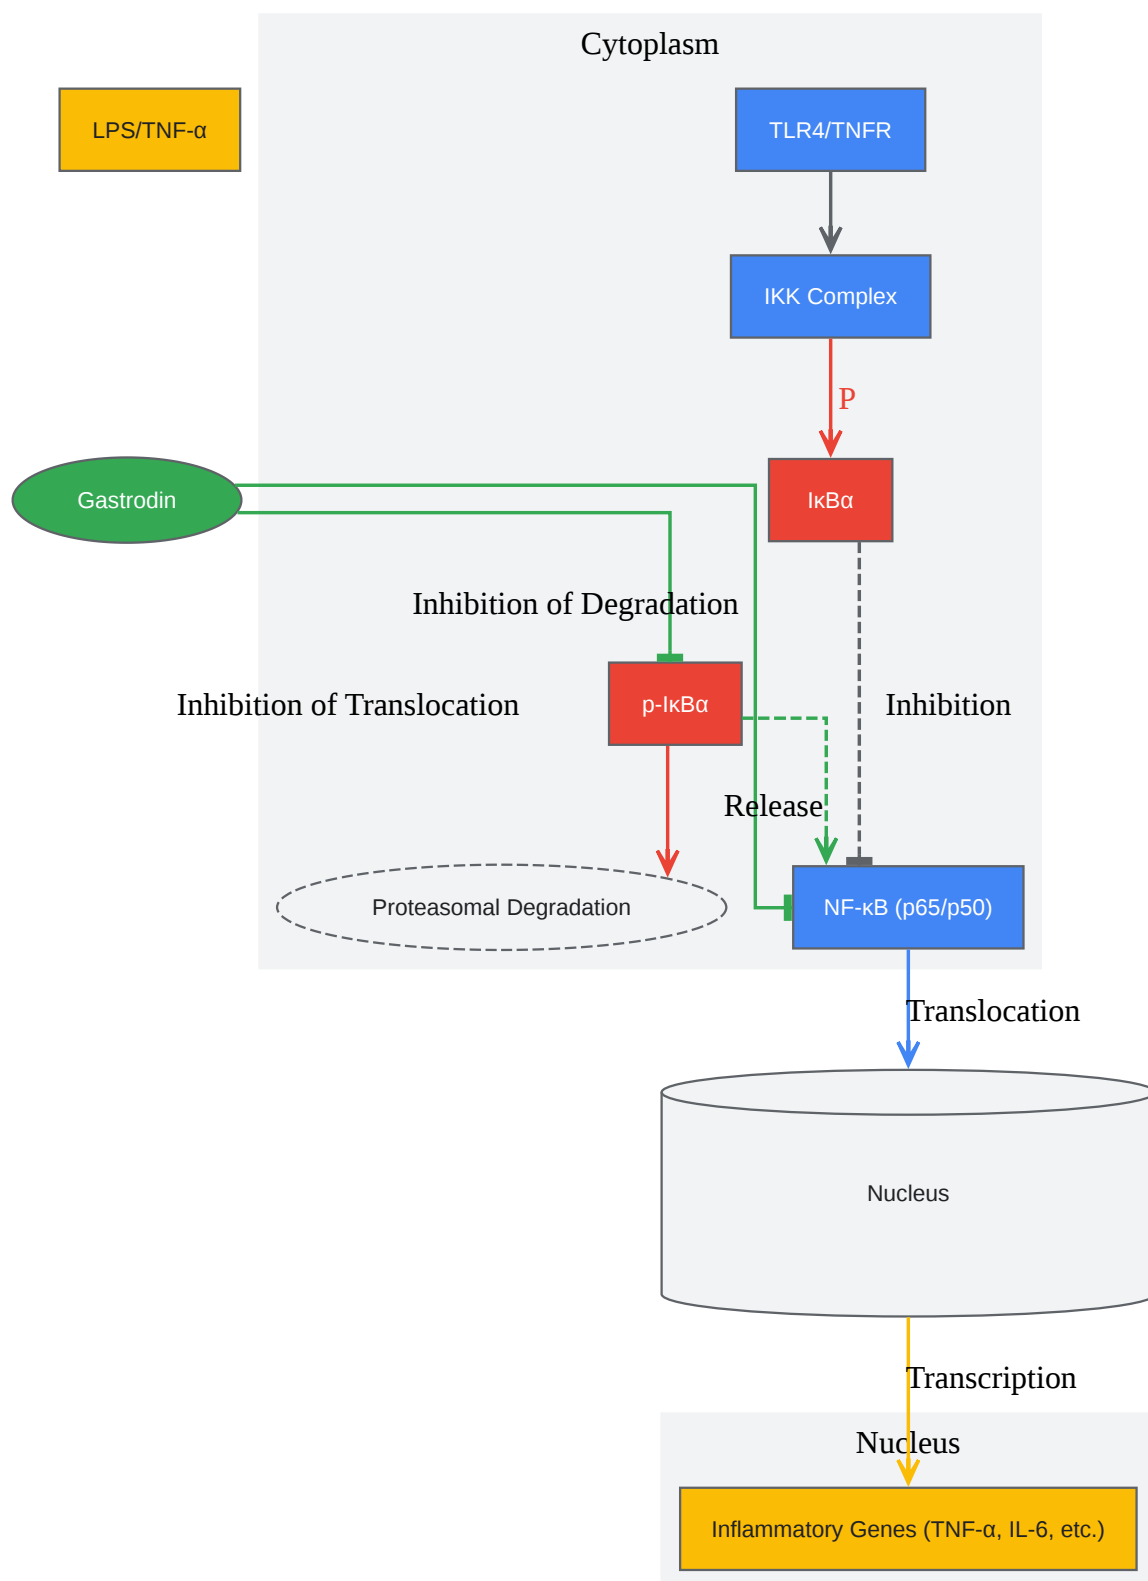 Cytoplasm
LPS/TNF-α
TLR4/TNFR
IKK Complex
P
Gastrodin
IκBα
Inhibition of Degradation
Inhibition of Translocation
p-IκBα
Inhibition
Release
Proteasomal Degradation
NF-κB (p65/p50)
Translocation
Nucleus
Transcription
Nucleus
Inflammatory Genes (TNF-α, IL-6, etc.)